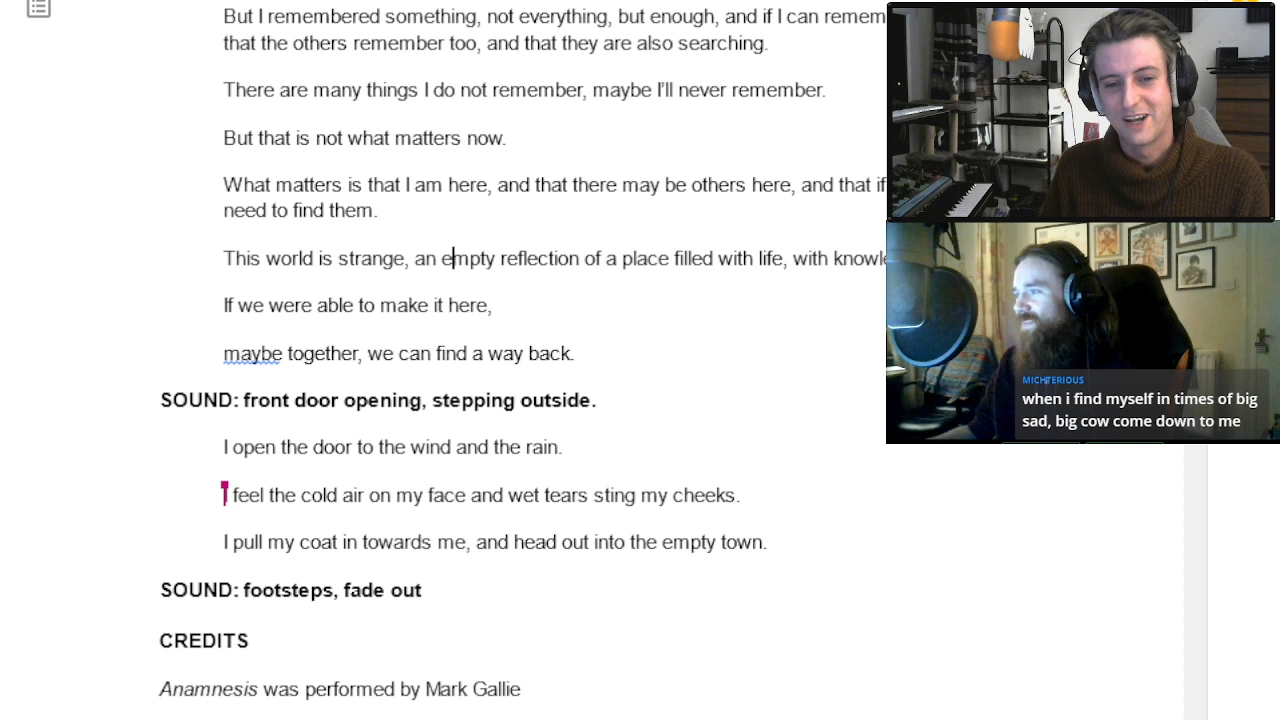 But I remembered something, not everything, but enough, and if I can remem
that the others remember too, and that they are also searching.
There are many things I do not remember, maybe I'll never remember.
But that is not what matters now.
What matters is that I am here, and that there may be others here, and that if
need to find them.
This world is strange, an empty reflection of a place filled with life, with knowle
If we were able to make it here,
maybe together, we can find a way back.
SOUND: front door opening, stepping outside.
I open the door to the wind and the rain.
I feel the cold air on my face and wet tears sting my cheeks.
I pull my coat in towards me, and head out into the empty town.
SOUND: footsteps, fade out
CREDITS
Anamnesis was performed by Mark Gallie
MICHTERIOUS
when i find myself in times of big
sad, big cow come down to me